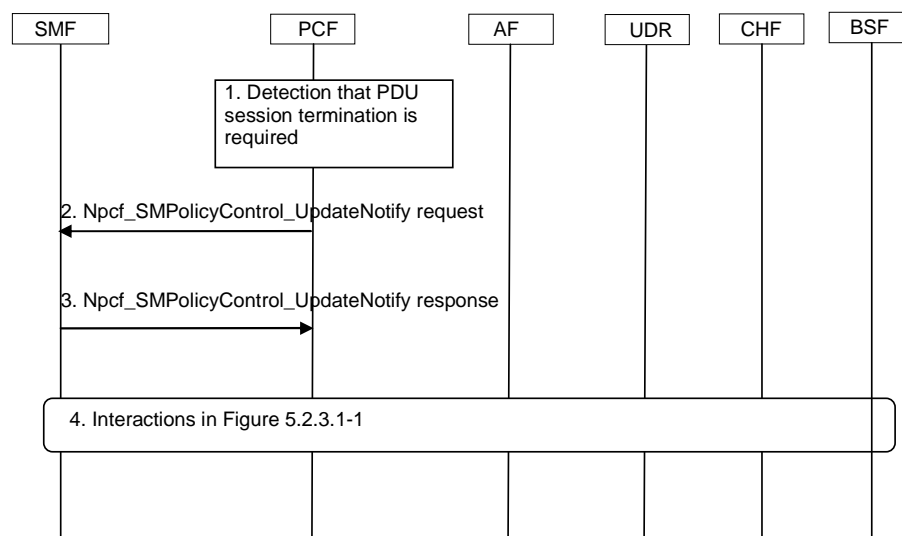 SMF PCF AF UDR CHF BSF
1. Detection that PDU
session termination is
required
2. Npcf_SMPolicyControl_UpdateNotify request
3. Npcf_SMPolicyControl_UpdateNotify response
4. Interactions in Figure 5.2.3.1-1